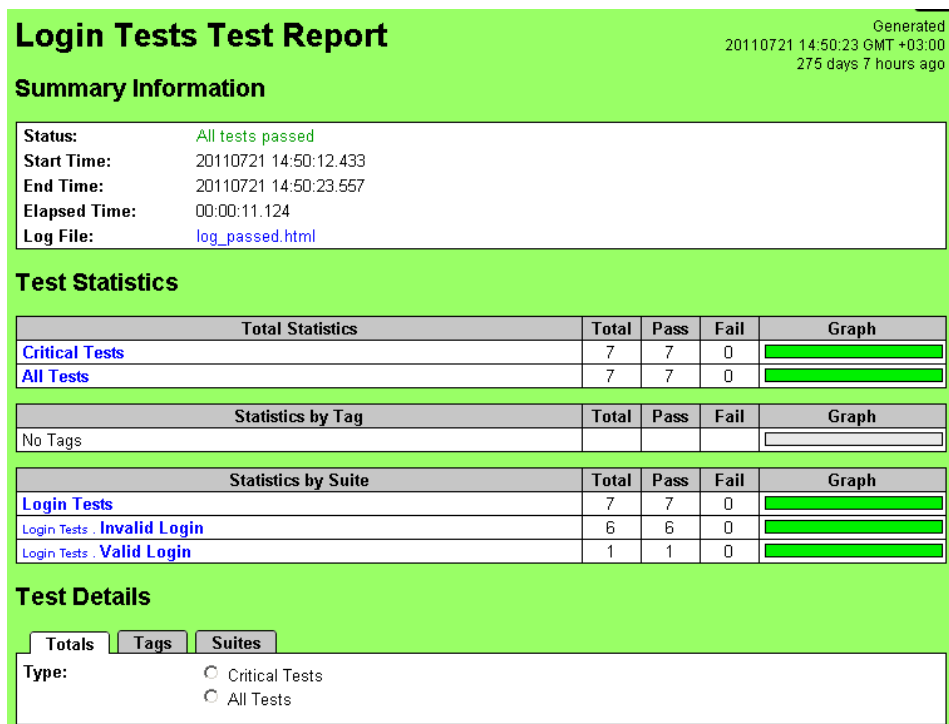 Login Tests Test Report
Generated
20110721 14:50:23 GMT +03:00
275 days 7 hours ago
Summary Information
Status: All tests passed
Start Time: 20110721 14:50:12.433
End Time: 20110721 14:50:23.557
Elapsed Time: 00:00:11.124
Log File: log_passed.html
Test Statistics
Total Statistics Total Pass Fail Graph
Critical Tests 7 7 0
All Tests 7 7 0
Statistics by Tag Total Pass Fail Graph
No Tags
Statistics by Suite Total Pass Fail Graph
Login Tests 7 7 0
Login Tests . Invalid Login 6 6 0
Login Tests . Valid Login 1 1 0
Test Details
Totals Tags Suites
Type: Critical Tests
All Tests